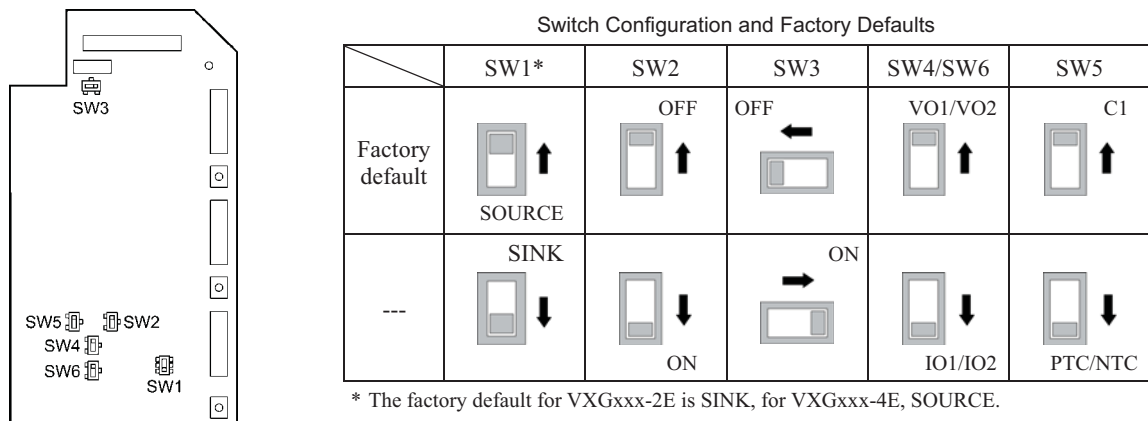 Switch Configuration and Factory Defaults
SW1* SW2 SW3 SW4/SW6 SW5
Factory
default
OFF OFF VO1/VO2 C1
SOURCE
---
SINK ON
ON IO1/IO2 PTC/NTC
* The factory default for VXGxxx-2E is SINK, for VXGxxx-4E, SOURCE.
SW3
SW5 SW2
SW4
SW6 SW1